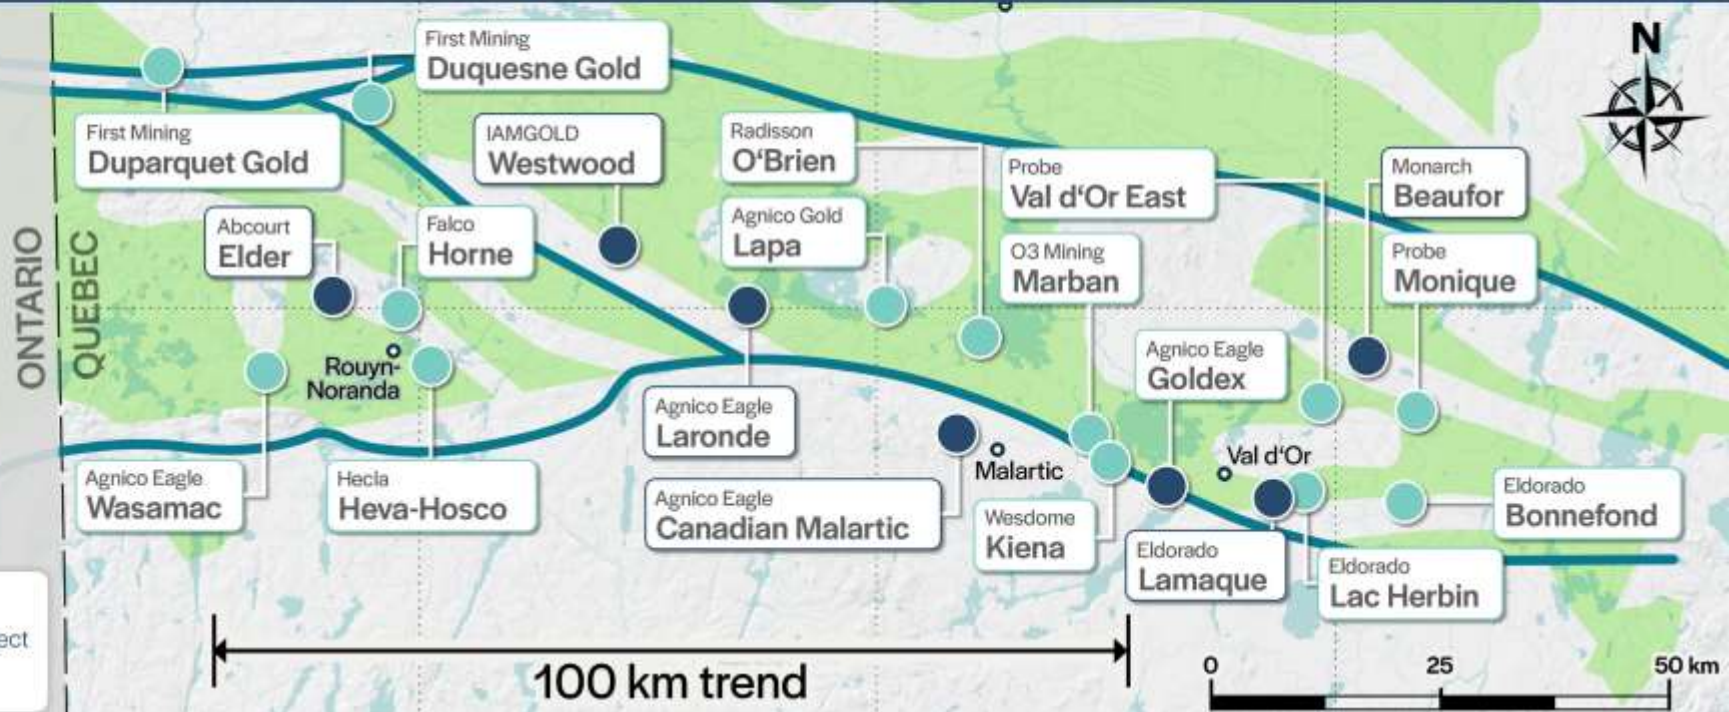 First Mining
Duquesne Gold
N
First Mining
Duparquet Gold
IAMGOLD
Westwood
Radisson
O'Brien
Probe
Val d'Or East
Monarch
Beaufor
Abcourt
Elder
Falco
Horne
Agnico Gold
Lapa
O3 Mining
Marban
Probe
Monique
ONTARIO
QUEBEC
Rouyn-
Noranda
Agnico Eagle
Goldex
Agnico Eagle
Laronde
Malartic
Val d'Or
Agnico Eagle
Wasamac
Hecla
Heva-Hosco
Agnico Eagle
Canadian Malartic
Wesdome
Kiena
Eldorado
Lamaque
Eldorado
Lac Herbin
Eldorado
Bonnefond
ect
100 km trend
0 25 50 km